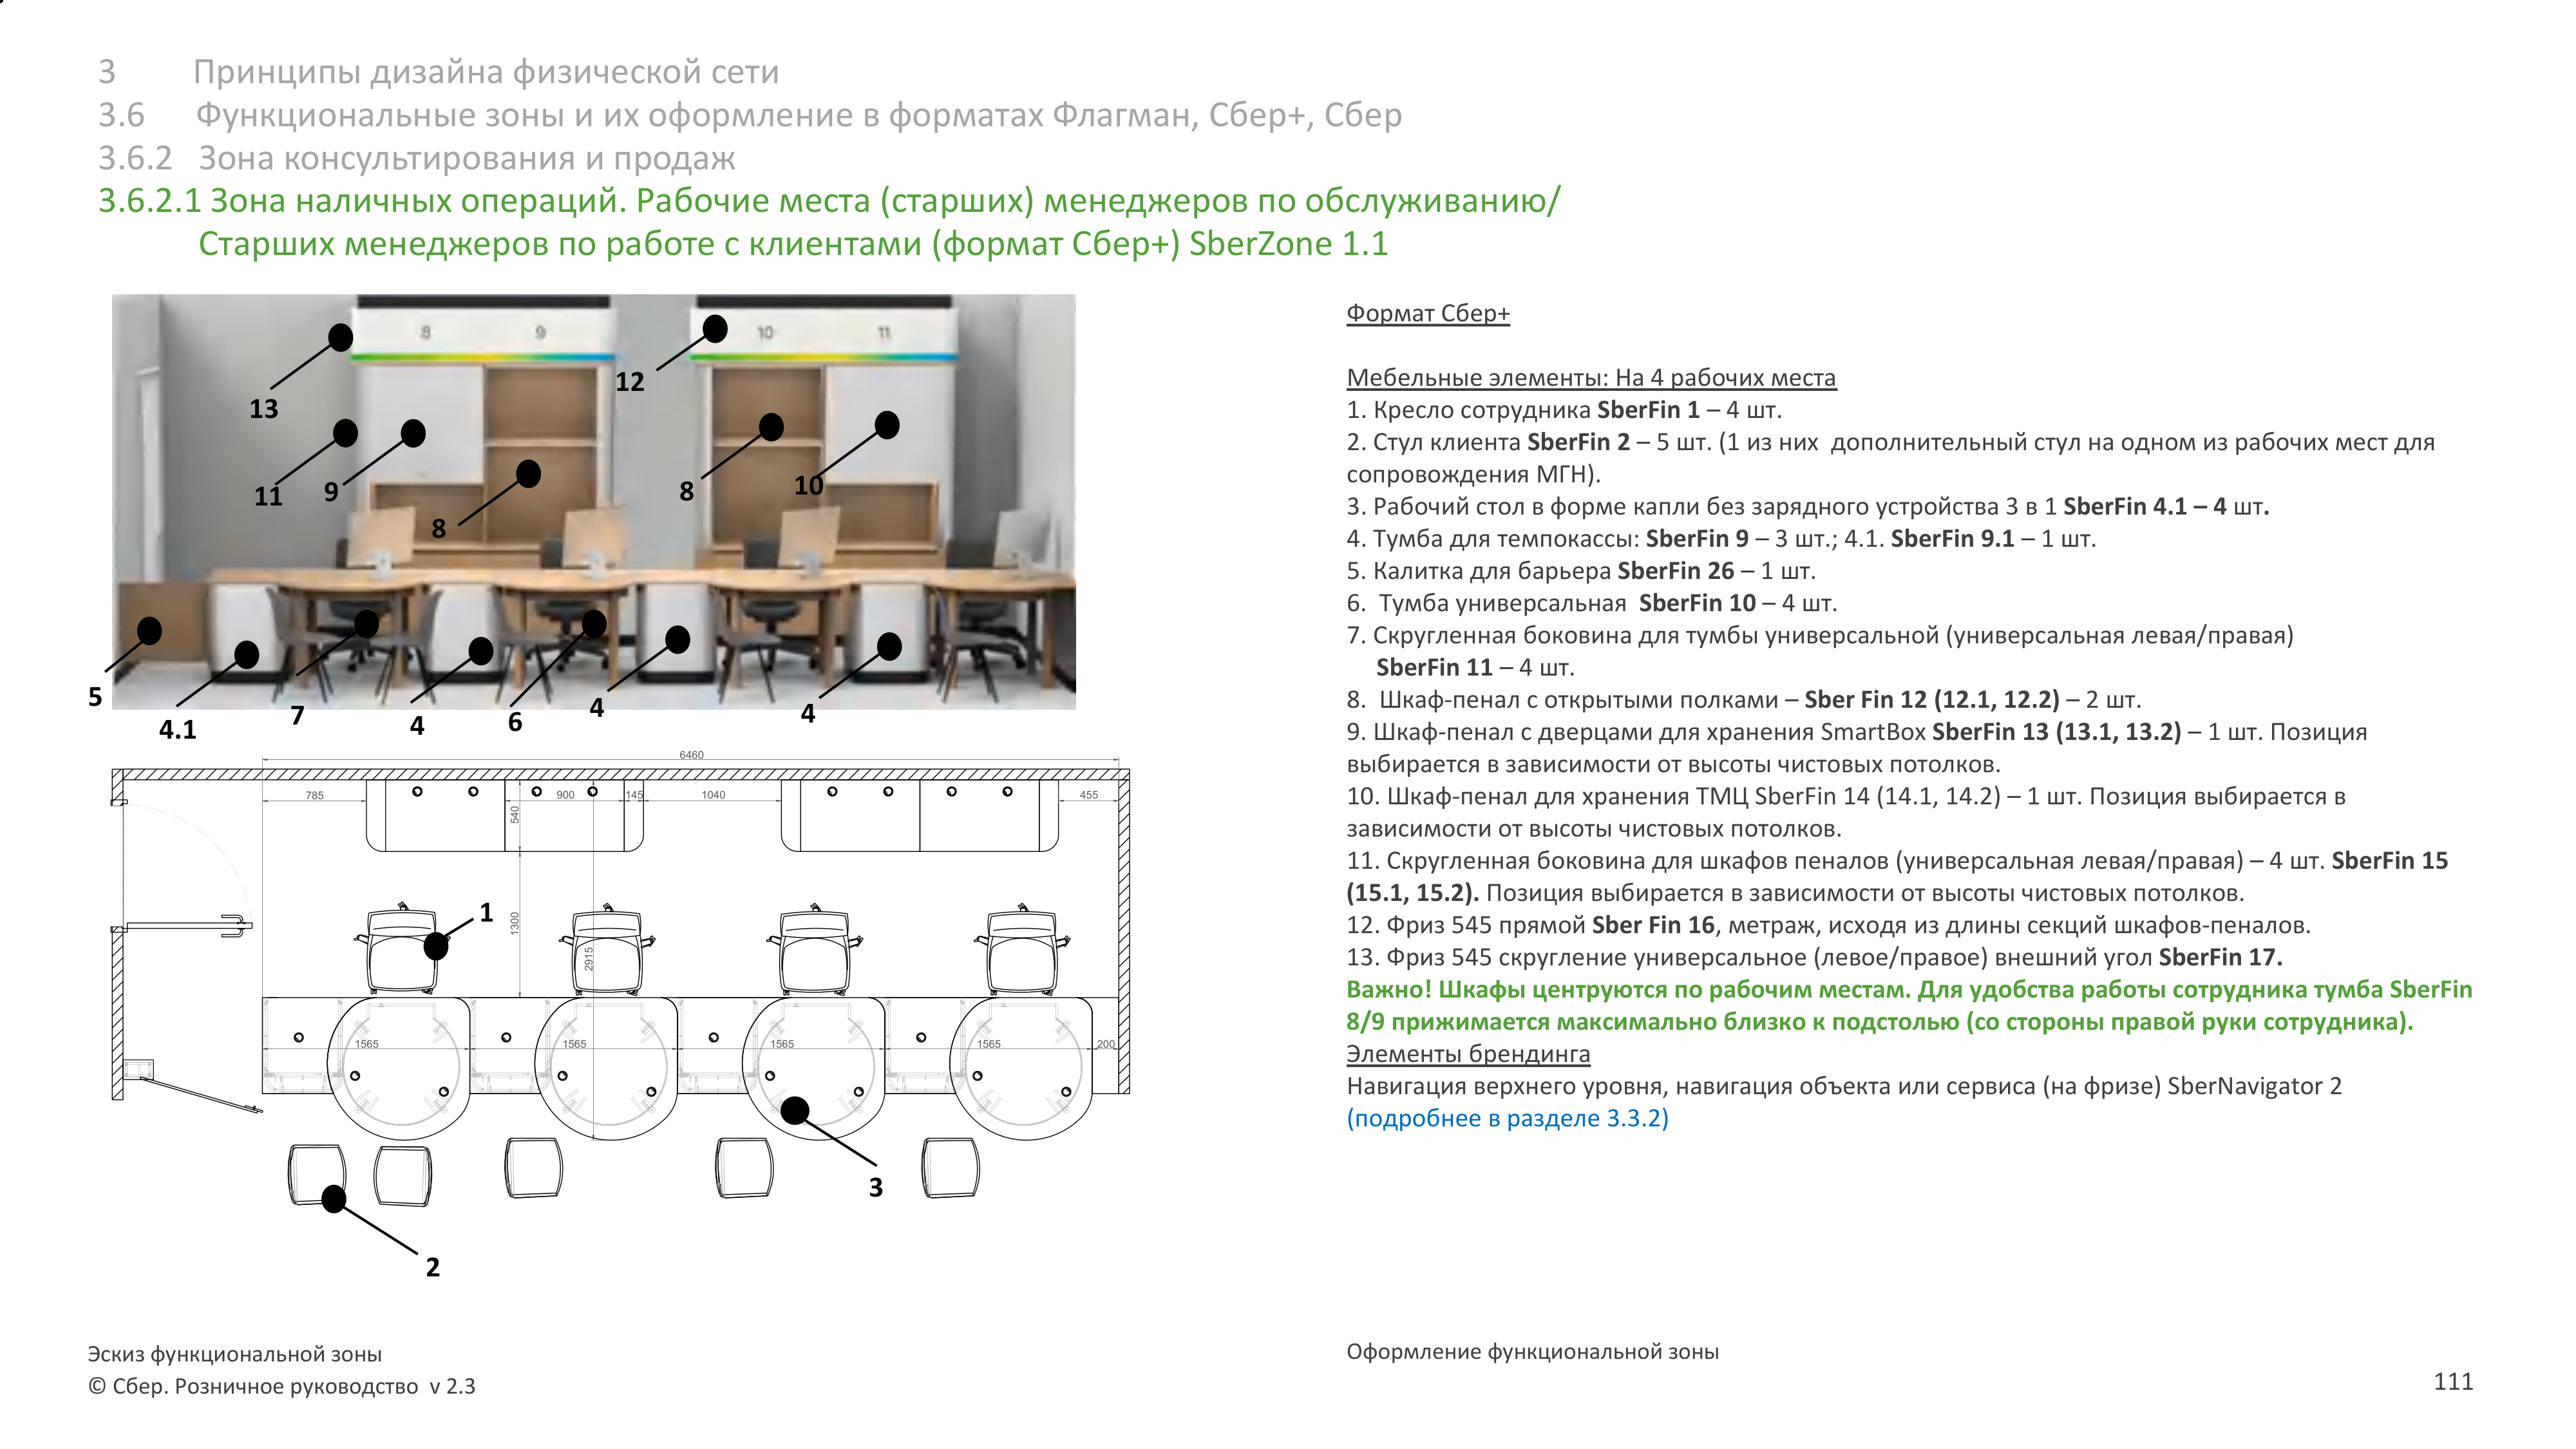 3 Принципы дизайна физической сети
3.6 Функциональные зоны и их оформление в форматах Флагман, Сбер+, Сбер
3.6.2 Зона консультирования и продаж
3.6.2.1 Зона наличных операций. Рабочие места (старших) менеджеров по обслуживанию/
Старших менеджеров по работе с клиентами (формат Сбер+) SberZone 1.1
8 9 10 11
13
12
11 9 8 8 10
5 4.1 7 4 6 4 4
6460
785 900 145 1040 455
540
1300
2915
1565 1565 1565 1565 200
1
3
2
Формат Сбер+
Мебельные элементы: На 4 рабочих места
1. Кресло сотрудника SberFin 1 – 4 шт.
2. Стул клиента SberFin 2 – 5 шт. (1 из них дополнительный стул на одном из рабочих мест для
сопровождения МГН).
3. Рабочий стол в форме капли без зарядного устройства 3 в 1 SberFin 4.1 – 4 шт.
4. Тумба для темпокассы: SberFin 9 – 3 шт.; 4.1. SberFin 9.1 – 1 шт.
5. Калитка для барьера SberFin 26 – 1 шт.
6. Тумба универсальная SberFin 10 – 4 шт.
7. Скругленная боковина для тумбы универсальной (универсальная левая/правая)
SberFin 11 – 4 шт.
8. Шкаф-пенал с открытыми полками – Sber Fin 12 (12.1, 12.2) – 2 шт.
9. Шкаф-пенал с дверцами для хранения SmartBox SberFin 13 (13.1, 13.2) – 1 шт. Позиция
выбирается в зависимости от высоты чистовых потолков.
10. Шкаф-пенал для хранения ТМЦ SberFin 14 (14.1, 14.2) – 1 шт. Позиция выбирается в
зависимости от высоты чистовых потолков.
11. Скругленная боковина для шкафов пеналов (универсальная левая/правая) – 4 шт. SberFin 15
(15.1, 15.2). Позиция выбирается в зависимости от высоты чистовых потолков.
12. Фриз 545 прямой Sber Fin 16, метраж, исходя из длины секций шкафов-пеналов.
13. Фриз 545 скругление универсальное (левое/правое) внешний угол SberFin 17.
Важно! Шкафы центруются по рабочим местам. Для удобства работы сотрудника тумба SberFin
8/9 прижимается максимально близко к подстолью (со стороны правой руки сотрудника).
Элементы брендинга
Навигация верхнего уровня, навигация объекта или сервиса (на фризе) SberNavigator 2
(подробнее в разделе 3.3.2)
Эскиз функциональной зоны
© Сбер. Розничное руководство v 2.3
Оформление функциональной зоны
111